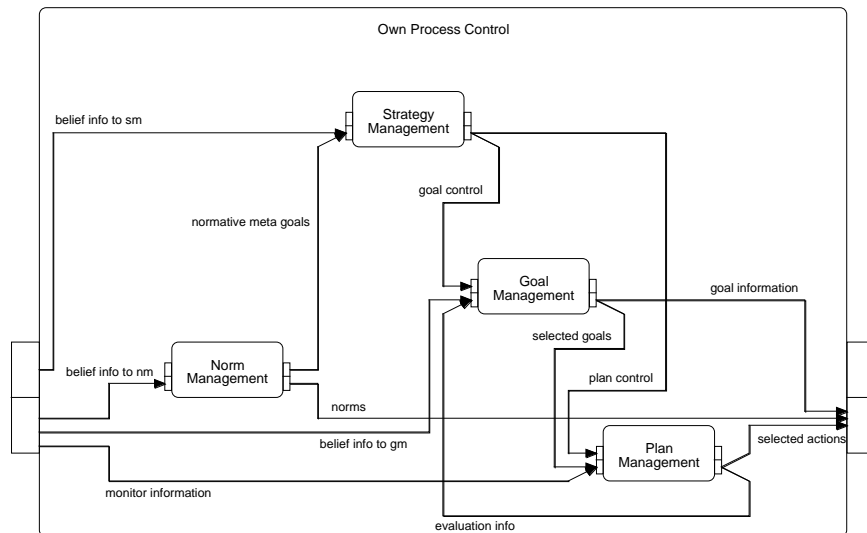 Own Process Control
Strategy
Management
belief info to sm
goal control
normative meta goals
Goal
Management
goal information
selected goals
Norm
Management
belief info to nm
plan control
norms
belief info to gm
selected actions
Plan
Management
monitor information
evaluation info